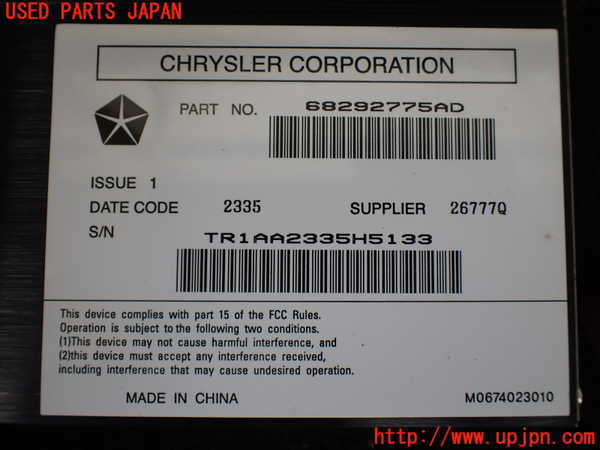 USED PARTS JAPAN
CHRYSLER CORPORATION
PART NO. 68292775AD
ISSUE 1
DATE CODE 2335 SUPPLIER 26777Q
S/N TR1AA2335H5133
This device complies with part 15 of the FCC Rules.
Operation is subject to the following two conditions.
(1)This device may not cause harmful interference, and
(2)this device must accept any interference received,
including interference that may cause undesired operation.
MADE IN CHINA M0674023010
http://www.upjpn.com/